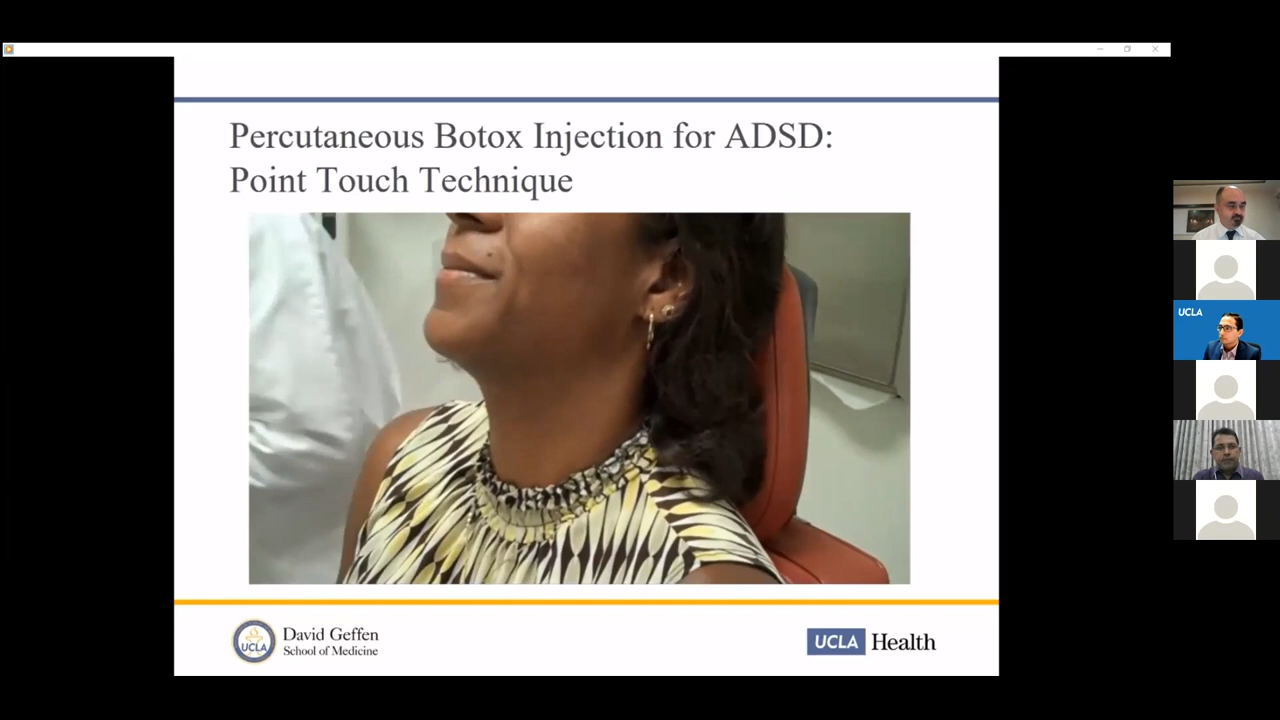 Percutaneous Botox Injection for ADSD:
Point Touch Technique
UCLA
UCLA
David Geffen
School of Medicine
UCLA Health